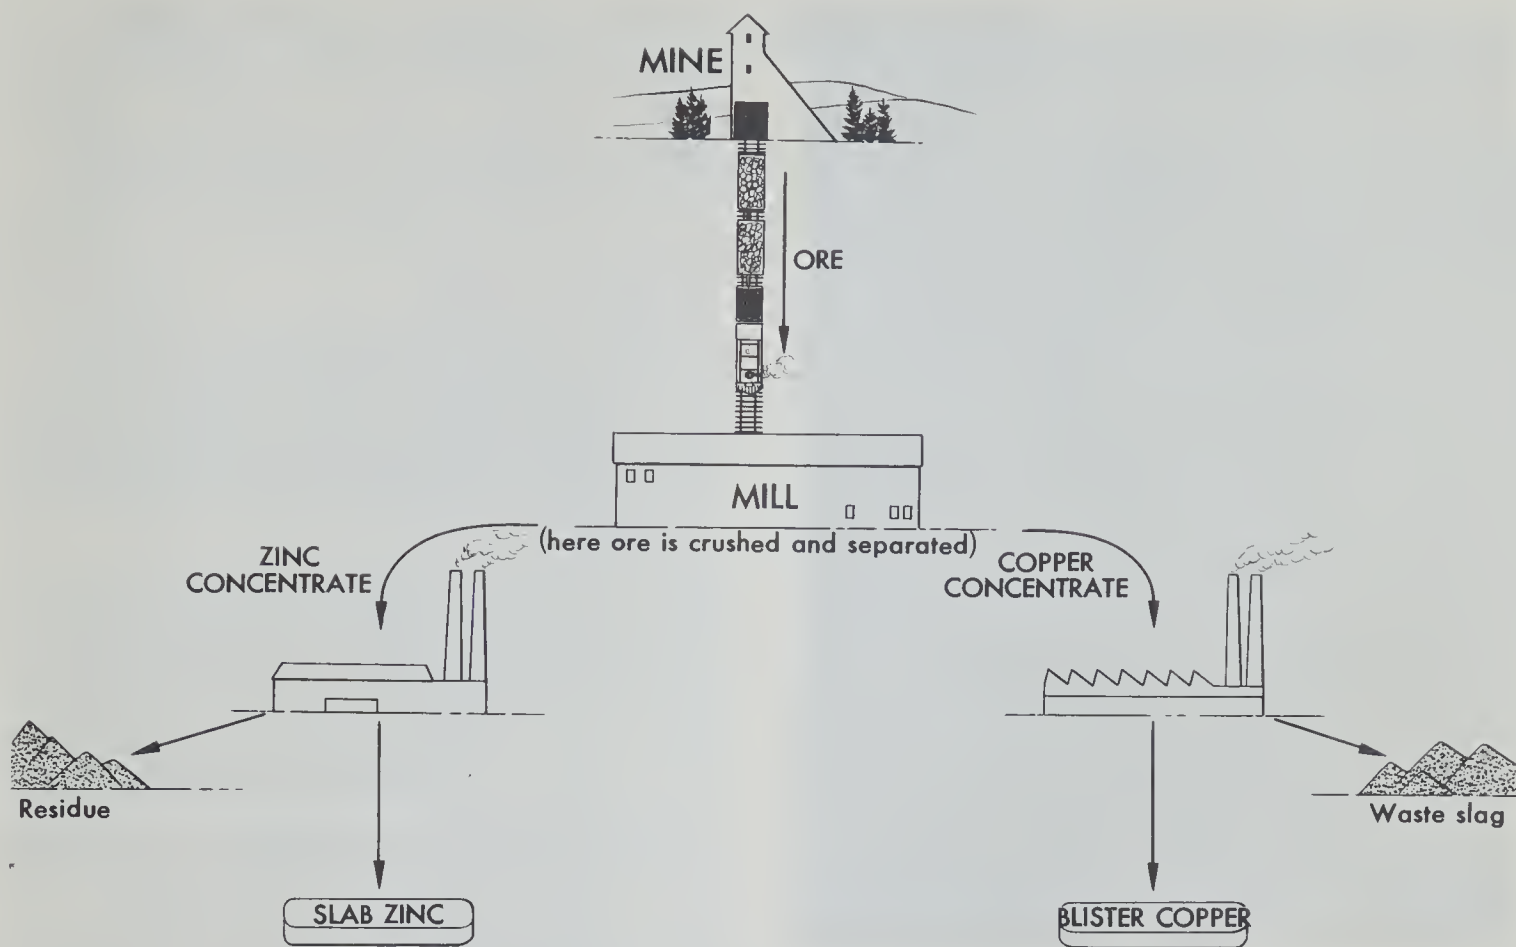 MINE
ORE
MILL
(here ore is crushed and separated)
ZINC
CONCENTRATE
COPPER
CONCENTRATE
Residue
Waste slag
SLAB ZINC
BLISTER COPPER